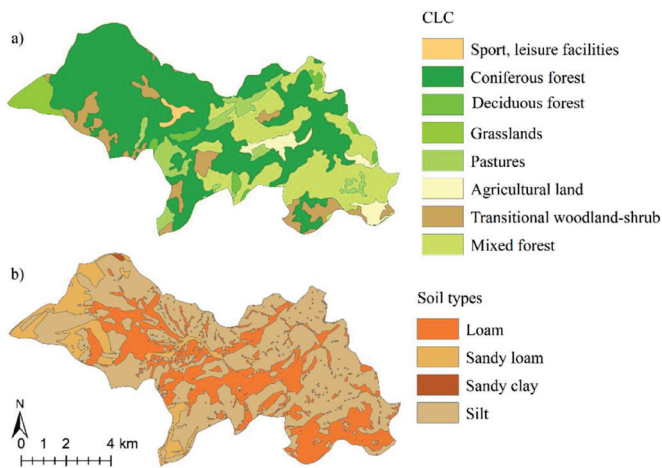 a)
CLC
Sport, leisure facilities
Coniferous forest
Deciduous forest
Grasslands
Pastures
Agricultural land
Transitional woodland-shrub
Mixed forest
b)
Soil types
Loam
Sandy loam
Sandy clay
Silt
N
0 1 2 4 km